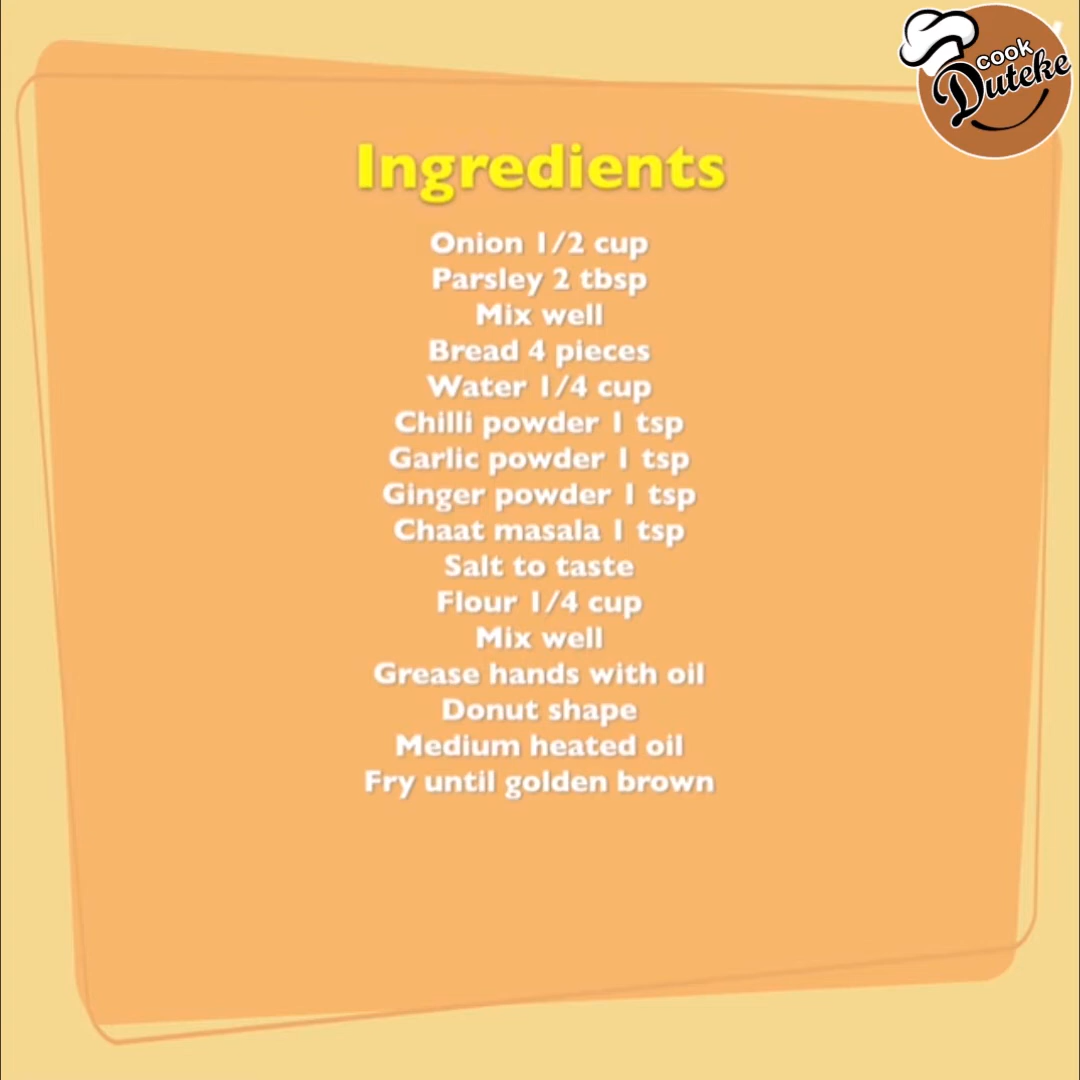 cook
Duteke
Ingredients
Onion 1/2 cup
Parsley 2 tbsp
Mix well
Bread 4 pieces
Water 1/4 cup
Chilli powder 1 tsp
Garlic powder 1 tsp
Ginger powder 1 tsp
Chaat masala 1 tsp
Salt to taste
Flour 1/4 cup
Mix well
Grease hands with oil
Donut shape
Medium heated oil
Fry until golden brown